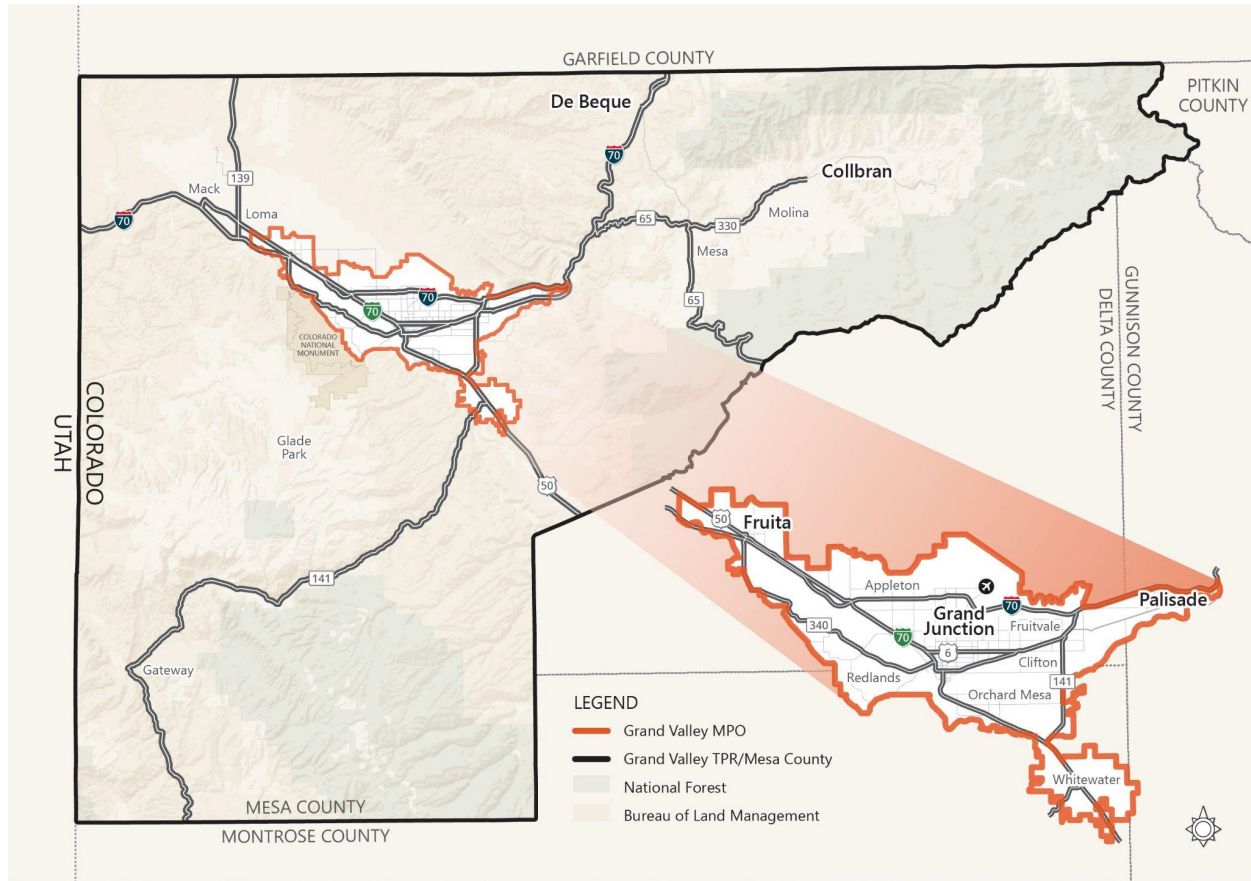 GARFIELD COUNTY
PITKIN
COUNTY
De Beque
70
Collbran
139
Mack
Loma
70
65
330
Molina
Mesa
65
70
70
COLORADO
NATIONAL
MONUMENT
GUNNISON COUNTY
DELTA COUNTY
COLORADO
UTAH
Glade
Park
50
141
Gateway
MESA COUNTY
MONTROSE COUNTY
50
Fruita
Appleton
70
Palisade
Grand
Junction
Fruitvale
340
70
6
Clifton
Redlands
141
Orchard Mesa
Whitewater
LEGEND
Grand Valley MPO
Grand Valley TPR/Mesa County
National Forest
Bureau of Land Management